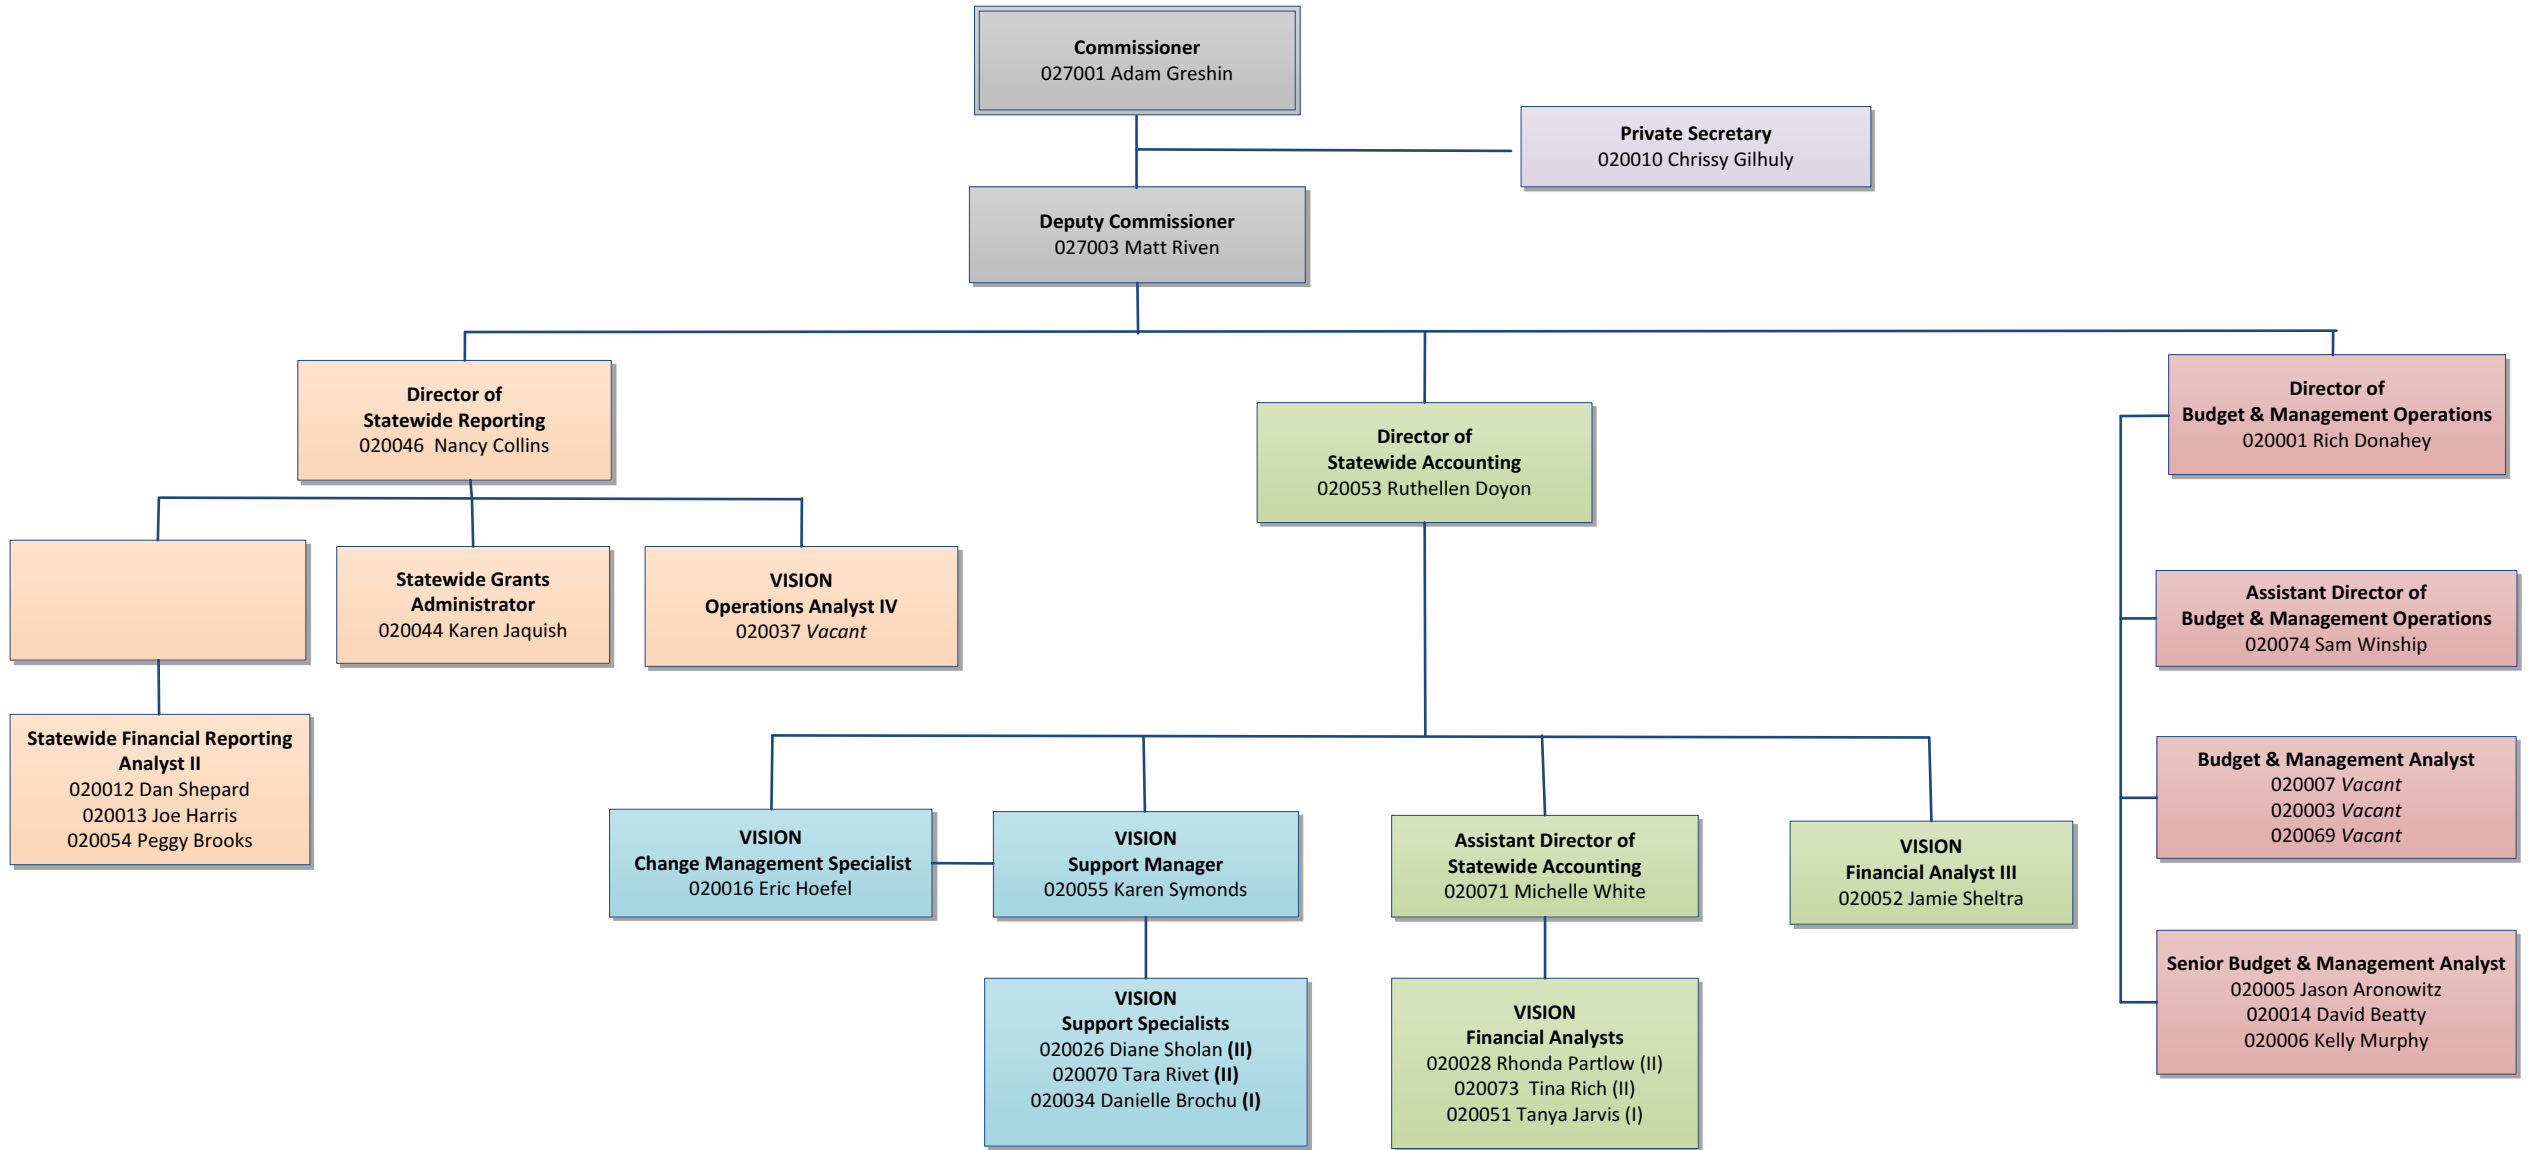 Commissioner
027001 Adam Greshin
Private Secretary
020010 Chrissy Gilhuly
Deputy Commissioner
027003 Matt Riven
Director of
Statewide Reporting
020046 Nancy Collins
Director of
Statewide Accounting
020053 Ruthellen Doyon
Director of
Budget & Management Operations
020001 Rich Donahey
Statewide Grants
Administrator
020044 Karen Jaquish
VISION
Operations Analyst IV
020037 Vacant
Assistant Director of
Budget & Management Operations
020074 Sam Winship
Statewide Financial Reporting
Analyst II
020012 Dan Shepard
020013 Joe Harris
020054 Peggy Brooks
Budget & Management Analyst
020007 Vacant
020003 Vacant
020069 Vacant
VISION
Change Management Specialist
020016 Eric Hoefel
VISION
Support Manager
020055 Karen Symonds
Assistant Director of
Statewide Accounting
020071 Michelle White
VISION
Financial Analyst III
020052 Jamie Sheltra
Senior Budget & Management Analyst
020005 Jason Aronowitz
020014 David Beatty
020006 Kelly Murphy
VISION
Support Specialists
020026 Diane Sholan (II)
020070 Tara Rivet (II)
020034 Danielle Brochu (I)
VISION
Financial Analysts
020028 Rhonda Partlow (II)
020073 Tina Rich (II)
020051 Tanya Jarvis (I)